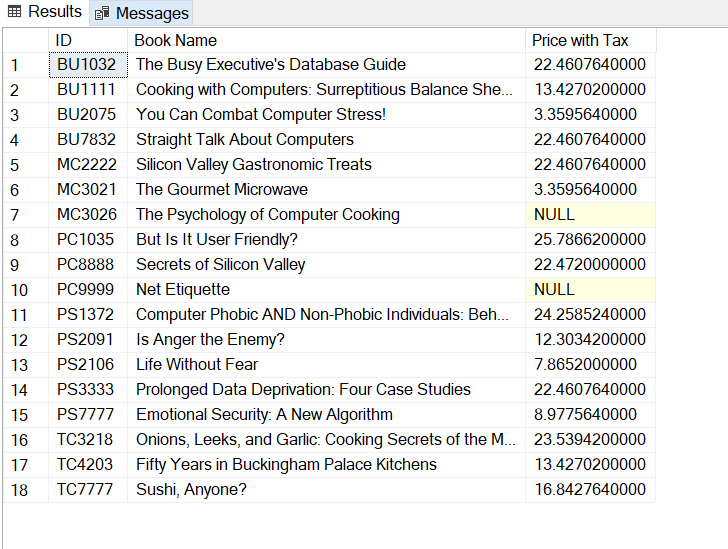 Results Messages
ID Book Name Price with Tax
1 BU1032 The Busy Executive's Database Guide 22.4607640000
2 BU1111 Cooking with Computers: Surreptitious Balance She... 13.4270200000
3 BU2075 You Can Combat Computer Stress! 3.3595640000
4 BU7832 Straight Talk About Computers 22.4607640000
5 MC2222 Silicon Valley Gastronomic Treats 22.4607640000
6 MC3021 The Gourmet Microwave 3.3595640000
7 MC3026 The Psychology of Computer Cooking NULL
8 PC1035 But Is It User Friendly? 25.7866200000
9 PC8888 Secrets of Silicon Valley 22.4720000000
10 PC9999 Net Etiquette NULL
11 PS1372 Computer Phobic AND Non-Phobic Individuals: Beh... 24.2585240000
12 PS2091 Is Anger the Enemy? 12.3034200000
13 PS2106 Life Without Fear 7.8652000000
14 PS3333 Prolonged Data Deprivation: Four Case Studies 22.4607640000
15 PS7777 Emotional Security: A New Algorithm 8.9775640000
16 TC3218 Onions, Leeks, and Garlic: Cooking Secrets of the M... 23.5394200000
17 TC4203 Fifty Years in Buckingham Palace Kitchens 13.4270200000
18 TC7777 Sushi, Anyone? 16.8427640000